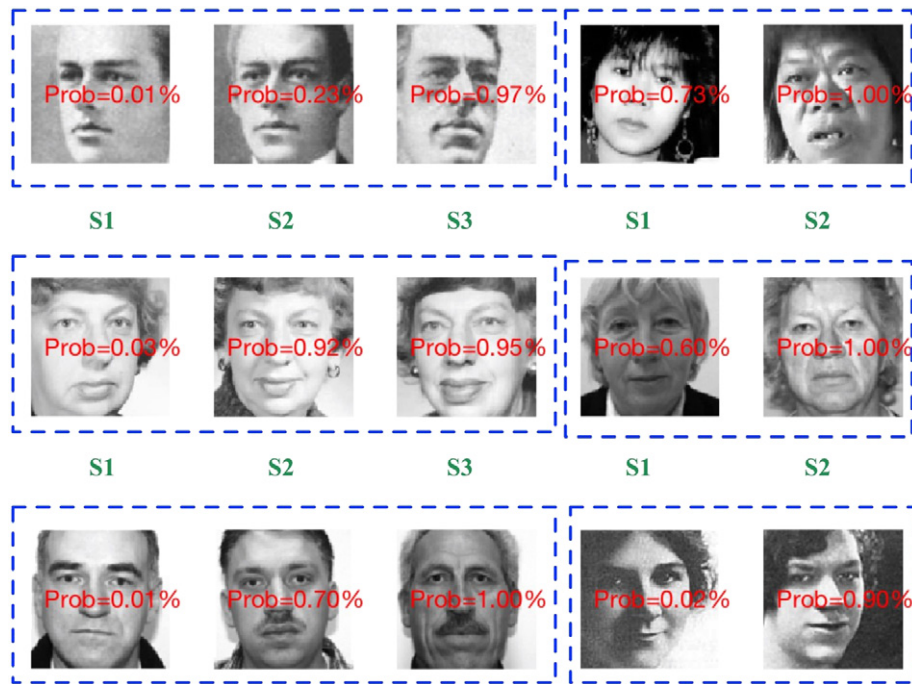 Prob=0.01% Prob=0.23% Prob=0.97% Prob=0.73% Prob=1.00%
S1 S2 S3 S1 S2
Prob=0.03% Prob=0.92% Prob=0.95% Prob=0.60% Prob=1.00%
S1 S2 S3 S1 S2
Prob=0.01% Prob=0.70% Prob=1.00% Prob=0.02% Prob=0.90%